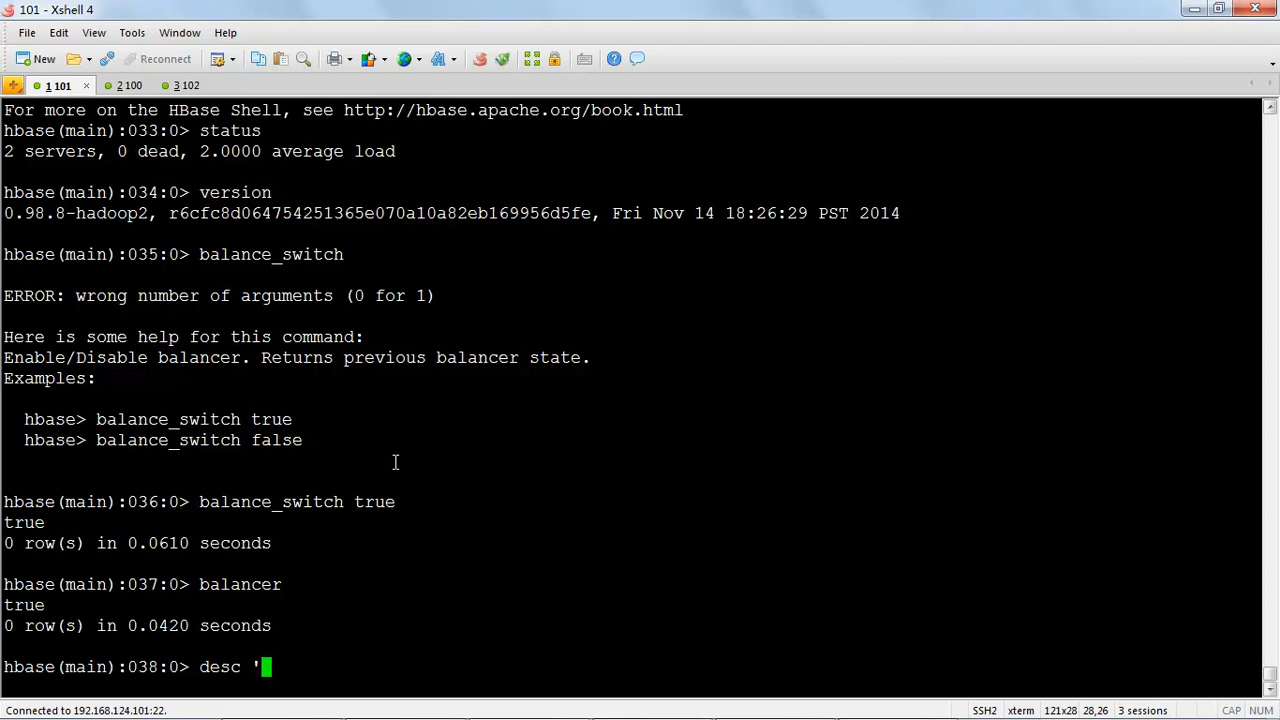 101 - Xshell 4
File Edit View Tools Window Help
New Reconnect
1 101 2 100 3 102
For more on the HBase Shell, see http://hbase.apache.org/book.html
hbase(main):033:0> status
2 servers, 0 dead, 2.0000 average load
hbase(main):034:0> version
0.98.8-hadoop2, r6cfc8d064754251365e070a10a82eb169956d5fe, Fri Nov 14 18:26:29 PST 2014
hbase(main):035:0> balance_switch
ERROR: wrong number of arguments (0 for 1)
Here is some help for this command:
Enable/Disable balancer. Returns previous balancer state.
Examples:
hbase> balance_switch true
hbase> balance_switch false
hbase(main):036:0> balance_switch true
true
0 row(s) in 0.0610 seconds
hbase(main):037:0> balancer
true
0 row(s) in 0.0420 seconds
hbase(main):038:0> desc '
Connected to 192.168.124.101:22. SSH2 xterm 121x28 28,26 3 sessions CAP NUM